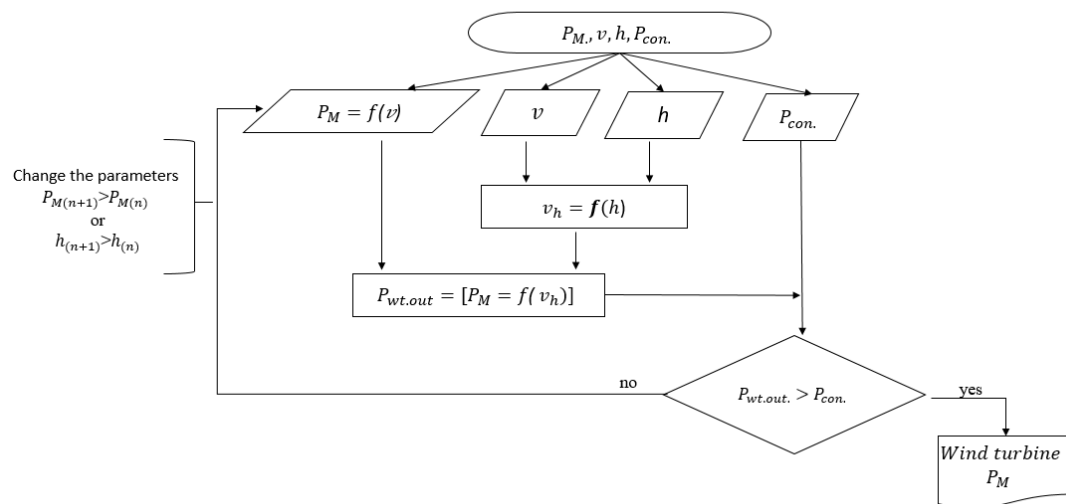 P_M., v, h, P_con.
P_M = f(v)
v
h
P_con.
Change the parameters
P_M(n+1)>P_M(n)
or
h_(n+1)>h_(n)
v_h = f(h)
P_wt.out = [P_M = f( v_h)]
no
P_wt.out. > P_con.
yes
Wind turbine
P_M